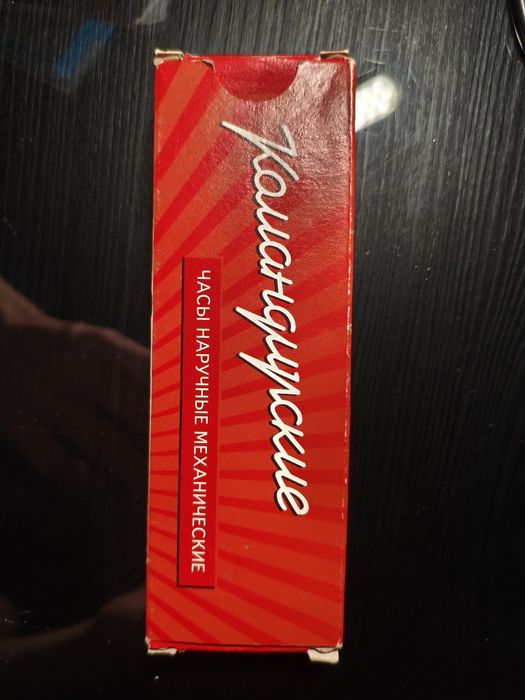 Командирские
ЧАСЫ НАРУЧНЫЕ МЕХАНИЧЕСКИЕ